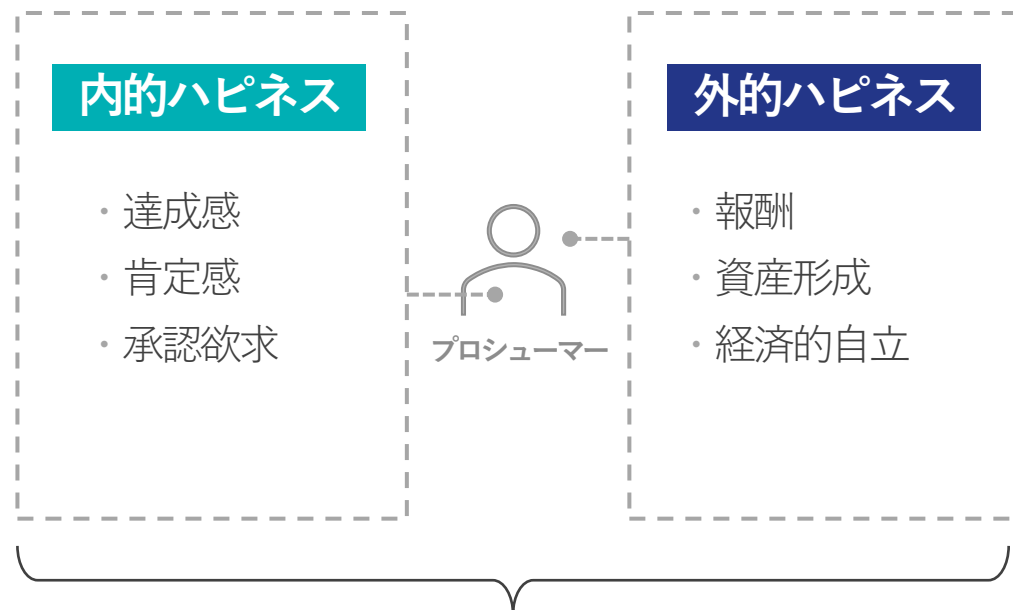 内的ハピネス
・達成感
・肯定感
・承認欲求
プロシューマー
外的ハピネス
・報酬
・資産形成
・経済的自立